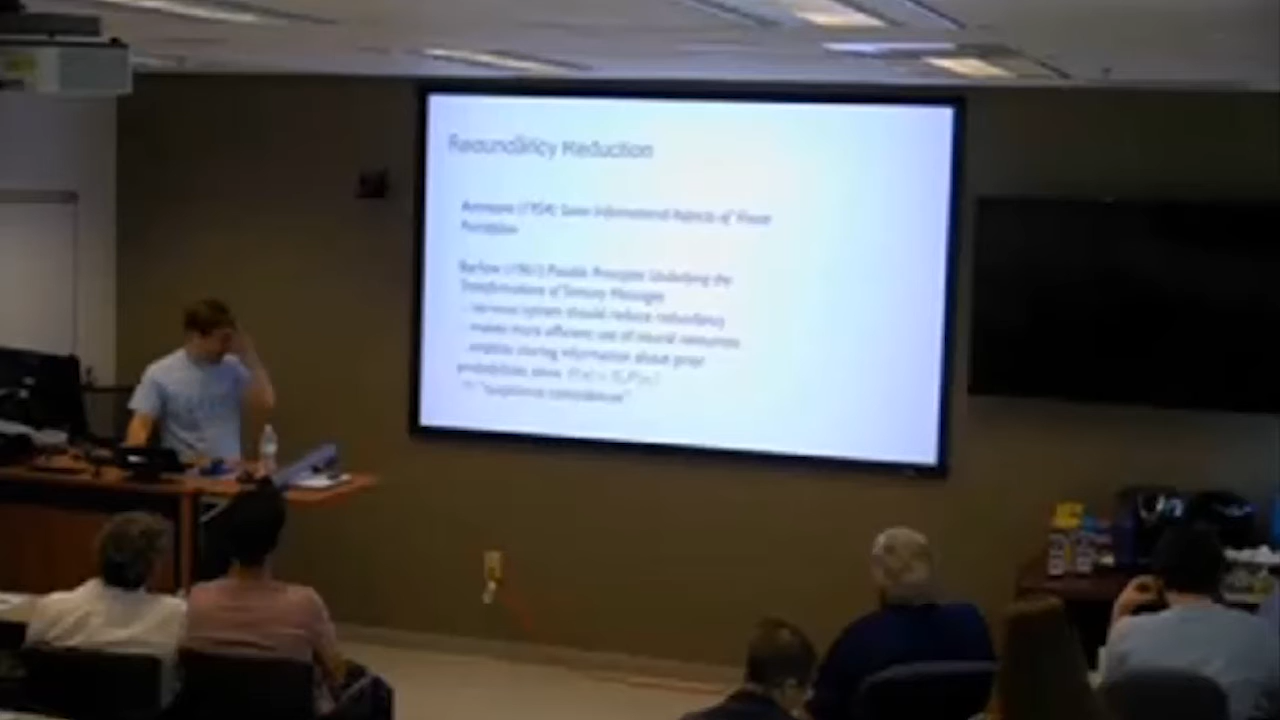 Redundancy Reduction
Attneave (1954) Some Informational Aspects of Visual
Perception
Barlow (1961) Possible Principles Underlying the
Transformations of Sensory Messages
- nervous system should reduce redundancy
- makes more efficient use of neural resources
- enables storing information about prior
probabilities since
"suspicious coincidences"